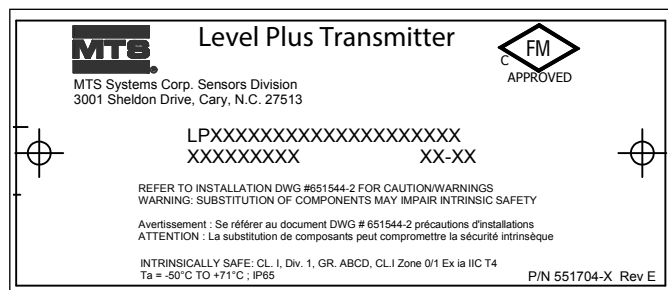 MTS
Level Plus Transmitter
C FM
APPROVED
MTS Systems Corp. Sensors Division
3001 Sheldon Drive, Cary, N.C. 27513
LPXXXXXXXXXXXXXXXXXXXX
XXXXXXXXX XX-XX
REFER TO INSTALLATION DWG #651544-2 FOR CAUTION/WARNINGS
WARNING: SUBSTITUTION OF COMPONENTS MAY IMPAIR INTRINSIC SAFETY
Avertissement : Se référer au document DWG # 651544-2 précautions d'installations
ATTENTION : La substitution de composants peut compromettre la sécurité intrinsèque
INTRINSICALLY SAFE: CL. I, Div. 1, GR. ABCD, CL.I Zone 0/1 Ex ia IIC T4
Ta = -50°C TO +71°C ; IP65
P/N 551704-X Rev E